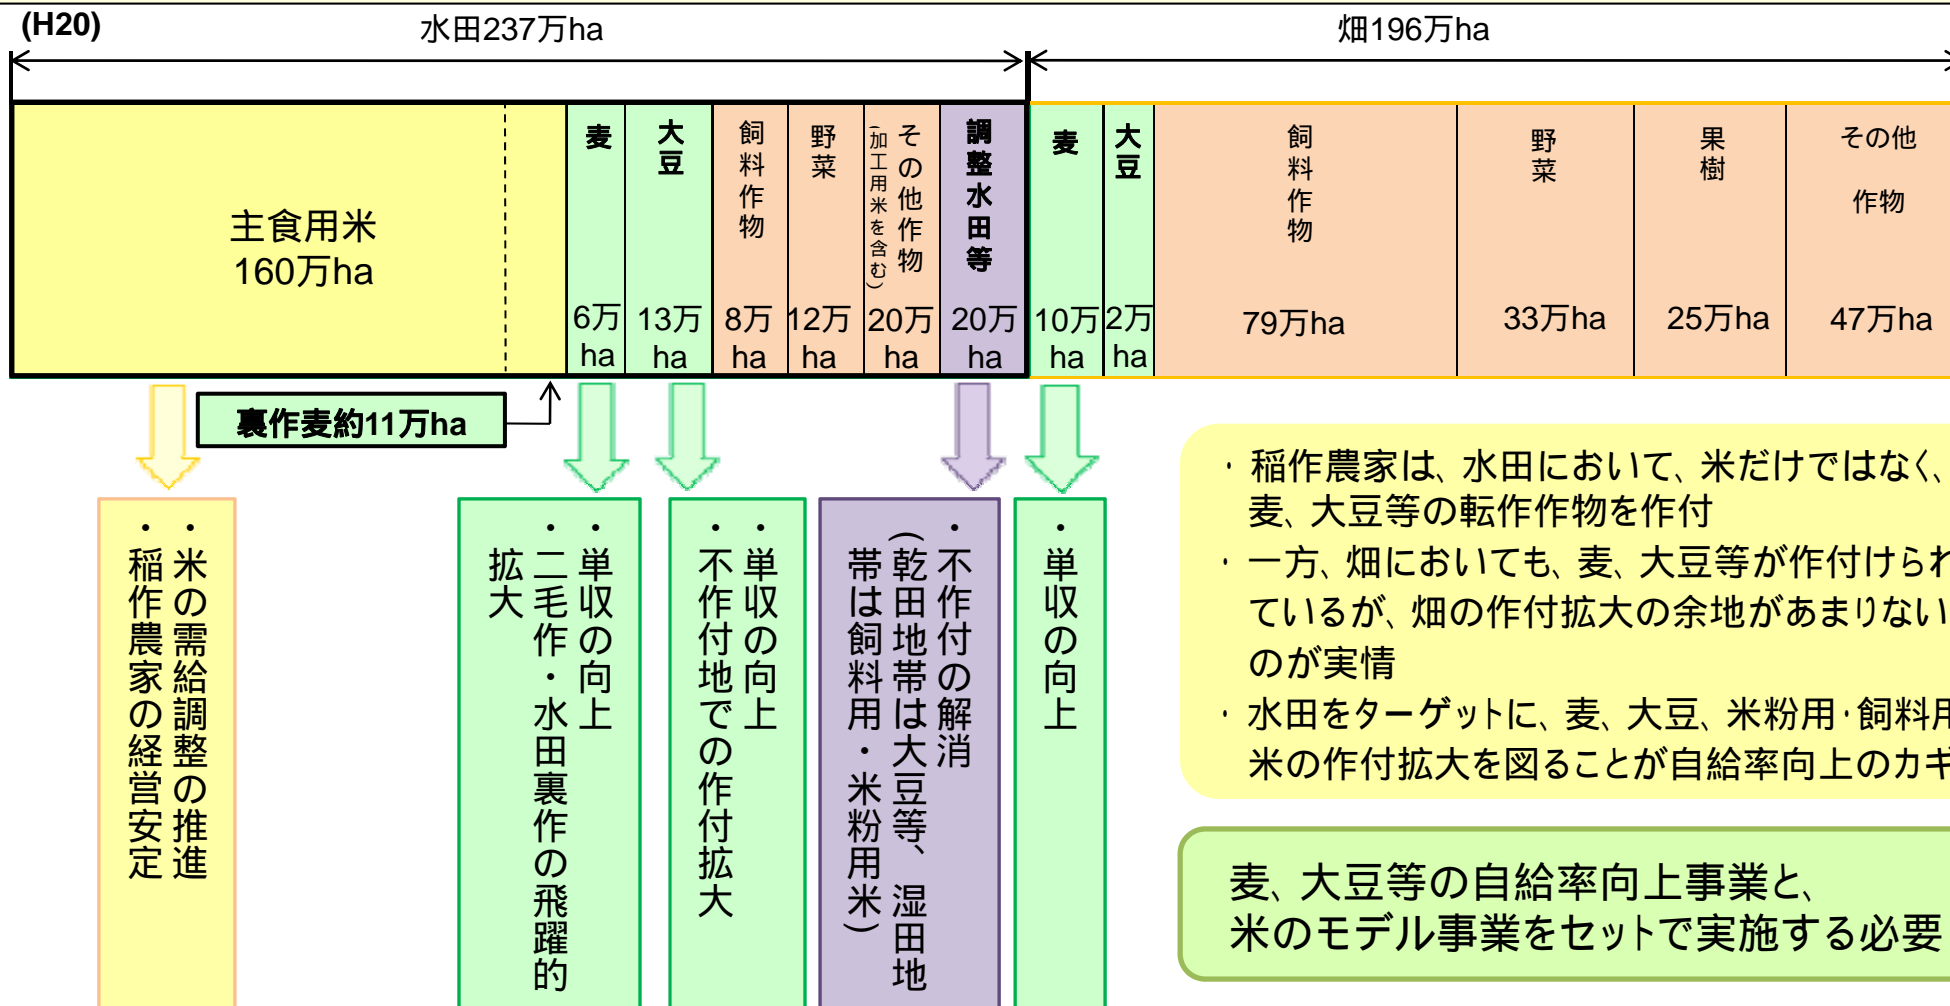 (H20)
水田237万ha
畑196万ha
主食用米
160万ha
麦
6万
ha
大豆
13万
ha
飼料作物
8万
ha
野菜
12万
ha
その他作物
(加工用米を含む)
20万
ha
調整水田等
20万
ha
麦
10万
ha
大豆
2万
ha
飼料作物
79万ha
野菜
33万ha
果樹
25万ha
その他
作物
47万ha
裏作麦約11万ha
・米の需給調整の推進
・稲作農家の経営安定
・単収の向上
・二毛作・水田裏作の飛躍的
拡大
・単収の向上
・不作付地での作付拡大
・不作付の解消
(乾田地帯は大豆等、湿田地
帯は飼料用・米粉用米)
・単収の向上
・稲作農家は、水田において、米だけではなく、
麦、大豆等の転作作物を作付
・一方、畑においても、麦、大豆等が作付けられ
ているが、畑の作付拡大の余地があまりない
のが実情
・水田をターゲットに、麦、大豆、米粉用・飼料用
米の作付拡大を図ることが自給率向上のカギ
麦、大豆等の自給率向上事業と、
米のモデル事業をセットで実施する必要